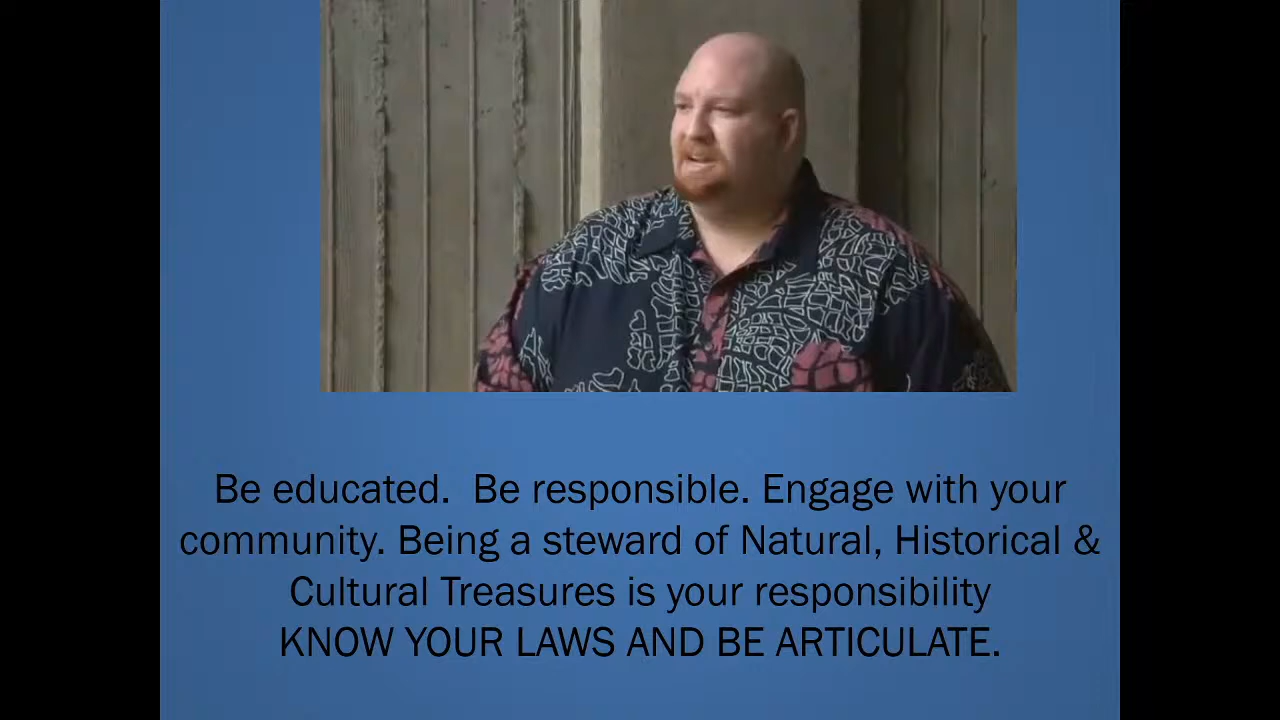 Be educated.  Be responsible. Engage with your
community. Being a steward of Natural, Historical &
Cultural Treasures is your responsibility
KNOW YOUR LAWS AND BE ARTICULATE.